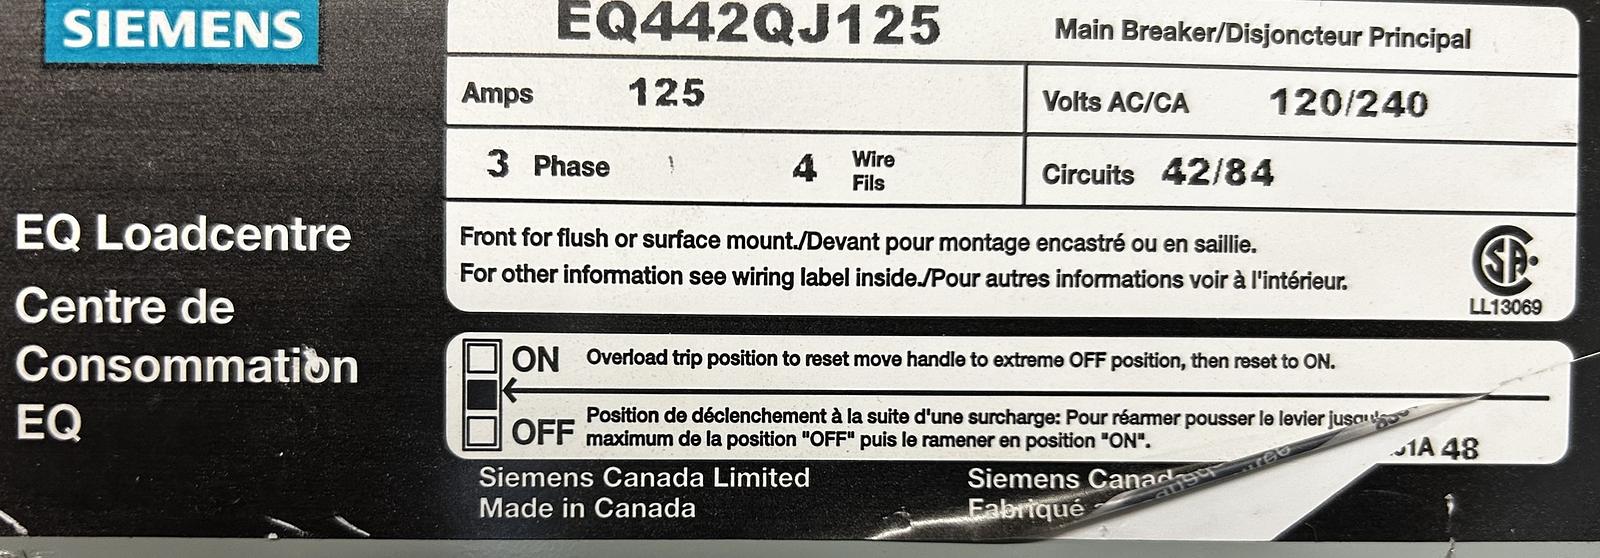 SIEMENS
EQ442QJ125 Main Breaker/Disjoncteur Principal
Amps 125 Volts AC/CA 120/240
3 Phase 4 Wire
Fils
Circuits 42/84
EQ Loadcentre
Centre de
Consommation
EQ
Front for flush or surface mount./Devant pour montage encastré ou en saillie.
For other information see wiring label inside./Pour autres informations voir à l'intérieur.
LL13069
ON Overload trip position to reset move handle to extreme OFF position, then reset to ON.
OFF Position de déclenchement à la suite d'une surcharge: Pour réarmer pousser le levier
maximum de la position "OFF" puis le ramener en position "ON".
48
Siemens Canada Limited
Made in Canada
Siemens
Fabriqué